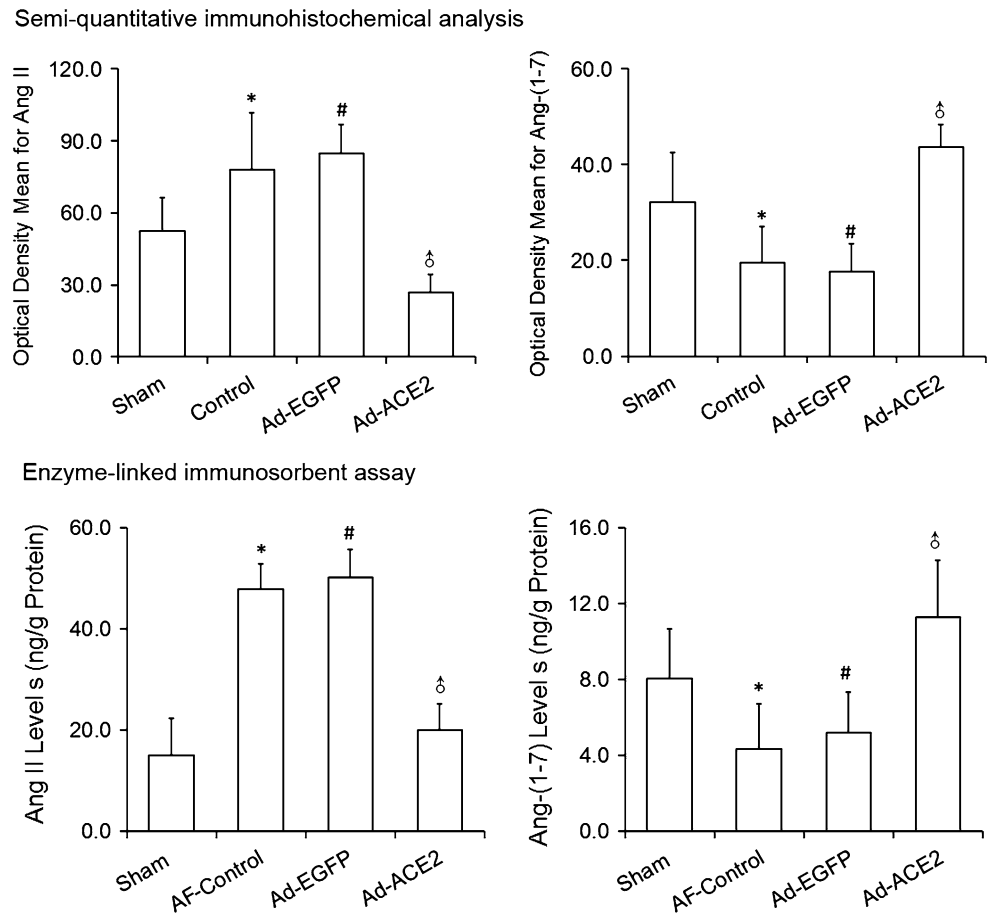 Semi-quantitative immunohistochemical analysis
Optical Density Mean for Ang II
120.0
90.0
60.0
30.0
0.0
*
#
♂
Sham
Control
Ad-EGFP
Ad-ACE2
Optical Density Mean for Ang-(1-7)
60.0
40.0
20.0
0.0
*
#
♂
Sham
Control
Ad-EGFP
Ad-ACE2
Enzyme-linked immunosorbent assay
Ang II Level s (ng/g Protein)
60.0
40.0
20.0
0.0
*
#
♂
Sham
AF-Control
Ad-EGFP
Ad-ACE2
Ang-(1-7) Level s (ng/g Protein)
16.0
12.0
8.0
4.0
0.0
*
#
♂
Sham
AF-Control
Ad-EGFP
Ad-ACE2